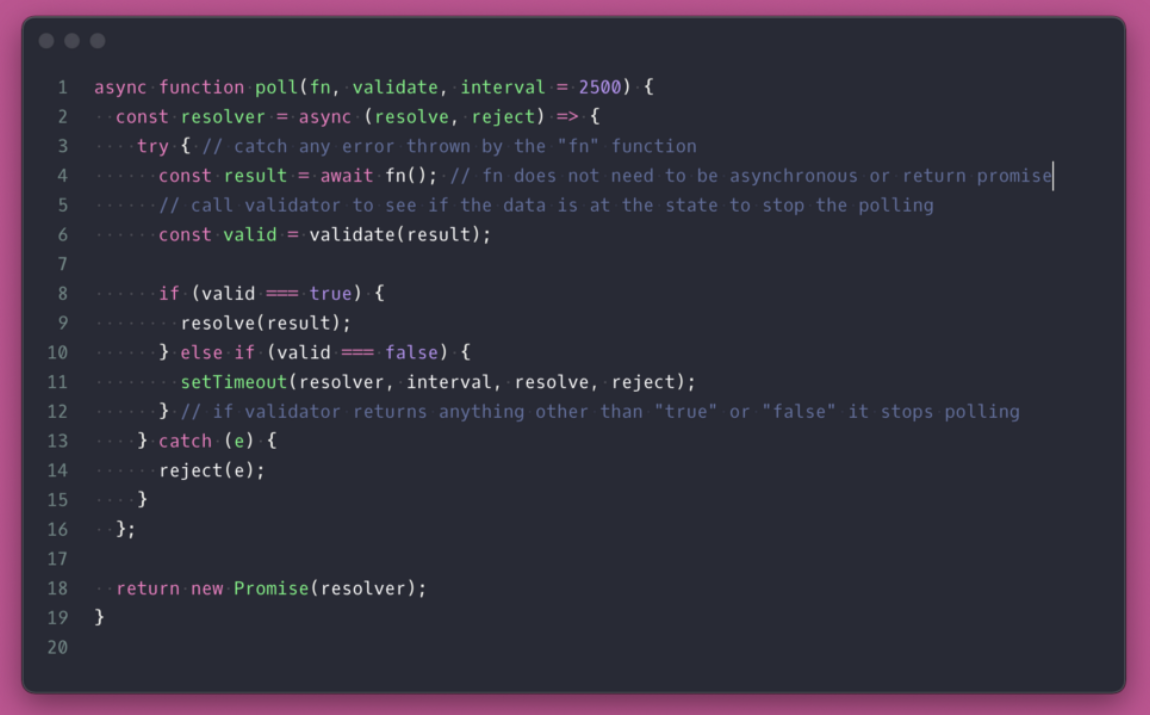 1 async function poll(fn, validate, interval = 2500) {
2   const resolver = async (resolve, reject) => {
3     try { // catch any error thrown by the "fn" function
4       const result = await fn(); // fn does not need to be asynchronous or return promise
5       // call validator to see if the data is at the state to stop the polling
6       const valid = validate(result);
7
8       if (valid === true) {
9         resolve(result);
10       } else if (valid === false) {
11         setTimeout(resolver, interval, resolve, reject);
12       } // if validator returns anything other than "true" or "false" it stops polling
13     } catch (e) {
14       reject(e);
15     }
16   };
17
18   return new Promise(resolver);
19 }
20